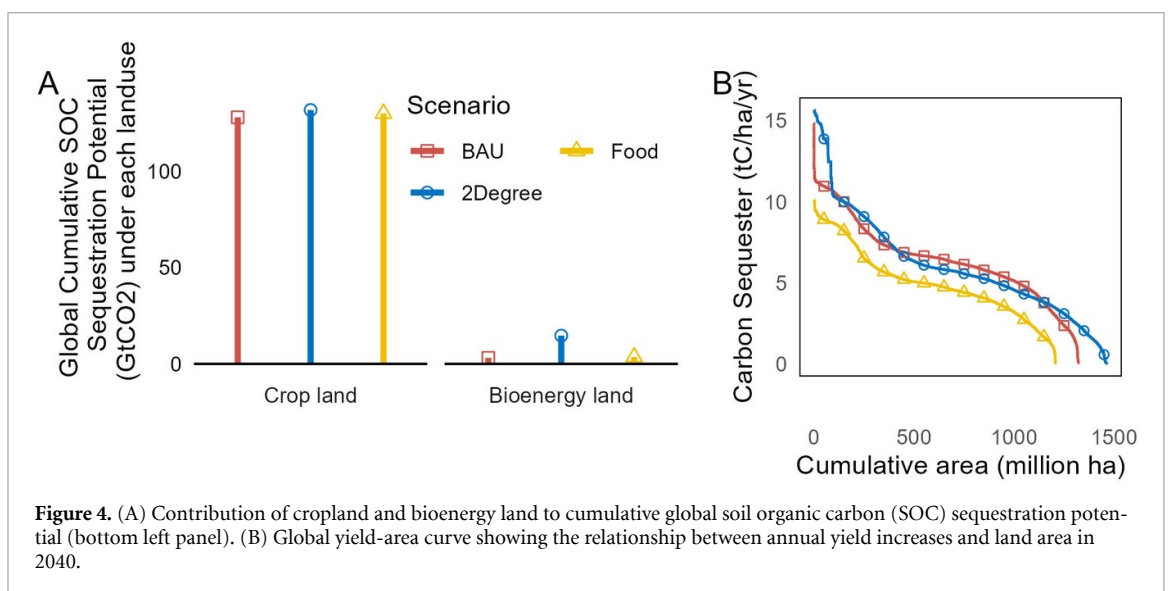 A
Global Cumulative SOC
Sequestration Potential
(GtCO2) under each landuse
100
50
0
Crop land
Bioenergy land
Scenario
BAU
Food
2Degree
B
Carbon Sequester (tC/ha/yr)
15
10
5
0
0
500
1000
1500
Cumulative area (million ha)
Figure 4. (A) Contribution of cropland and bioenergy land to cumulative global soil organic carbon (SOC) sequestration poten-
tial (bottom left panel). (B) Global yield-area curve showing the relationship between annual yield increases and land area in
2040.